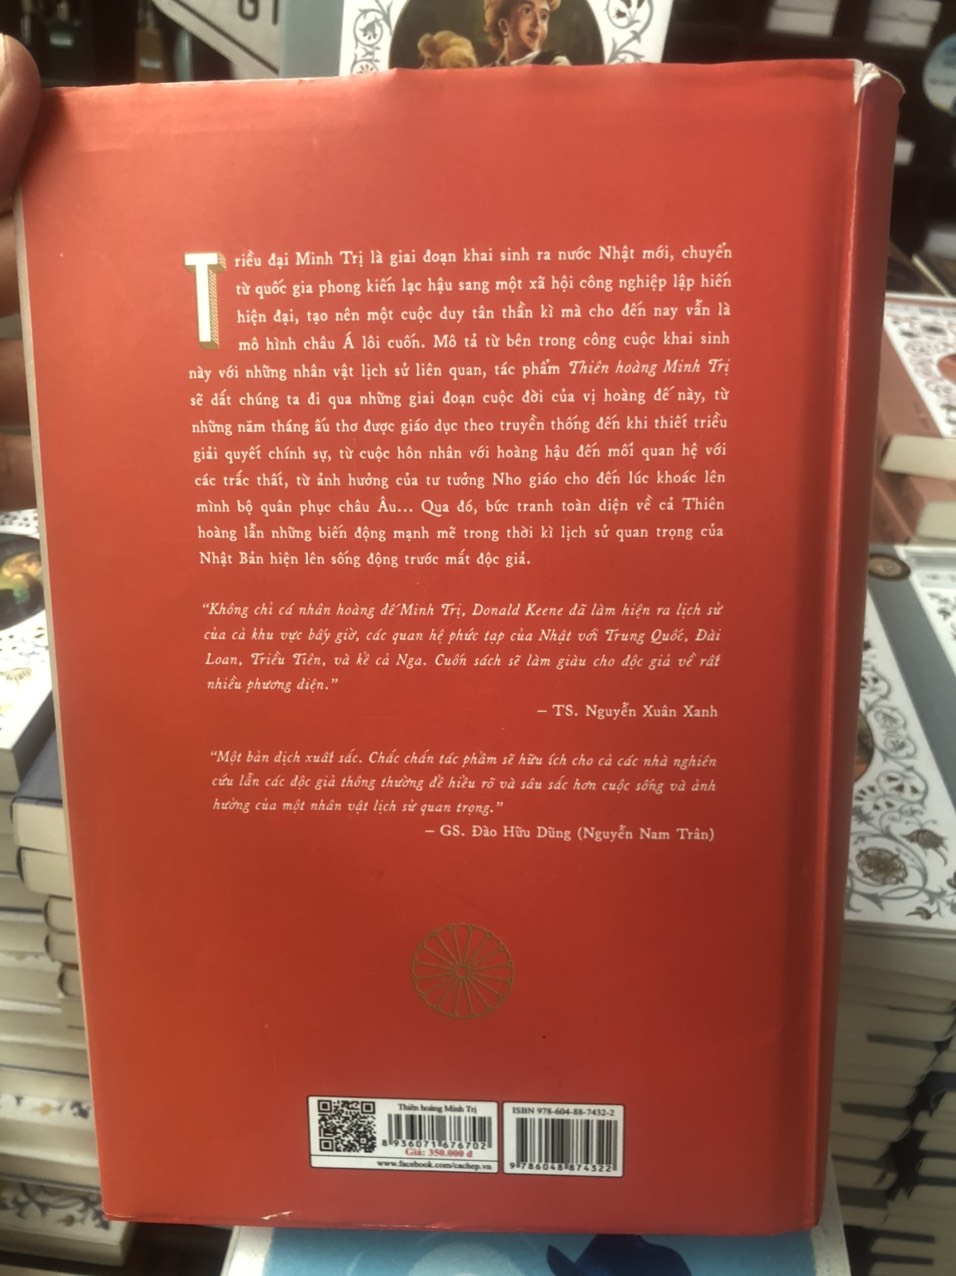 Triều đại Minh Trị là giai đoạn khai sinh ra nước Nhật mới, chuyển
từ quốc gia phong kiến lạc hậu sang một xã hội công nghiệp lập hiến
hiện đại, tạo nên một cuộc duy tân thần kì mà cho đến nay vẫn là
mô hình châu Á lôi cuốn. Mô tả từ bên trong công cuộc khai sinh
này với những nhân vật lịch sử liên quan, tác phẩm Thiên hoàng Minh Trị
sẽ dắt chúng ta đi qua những giai đoạn cuộc đời của vị hoàng đế này, từ
những năm tháng ấu thơ được giáo dục theo truyền thống đến khi thiết triều
giải quyết chính sự, từ cuộc hôn nhân với hoàng hậu đến mối quan hệ với
các trắc thất, từ ảnh hưởng của tư tưởng Nho giáo cho đến lúc khoác lên
mình bộ quân phục châu Âu... Qua đó, bức tranh toàn diện về cả Thiên
hoàng lẫn những biến động mạnh mẽ trong thời kì lịch sử quan trọng của
Nhật Bản hiện lên sống động trước mắt độc giả.
“Không chỉ cá nhân hoàng đế Minh Trị, Donald Keene đã làm hiện ra lịch sử
của cả khu vực bấy giờ, các quan hệ phức tạp của Nhật với Trung Quốc, Đài
Loan, Triều Tiên, và kể cả Nga. Cuốn sách sẽ làm giàu cho độc giả về rất
nhiều phương diện.”
– TS. Nguyễn Xuân Xanh
“Một bản dịch xuất sắc. Chắc chắn tác phẩm sẽ hữu ích cho cả các nhà nghiên
cứu lẫn các độc giả thông thường để hiểu rõ và sâu sắc hơn cuộc sống và ảnh
hưởng của một nhân vật lịch sử quan trọng.”
– GS. Đào Hữu Dũng (Nguyễn Nam Trân)
Thiên hoàng Minh Trị
8 936071 676702
Giá: 350.000 đ
www.facebook.com/cachep.vn
ISBN 978-604-88-7432-2
9 786048 874322